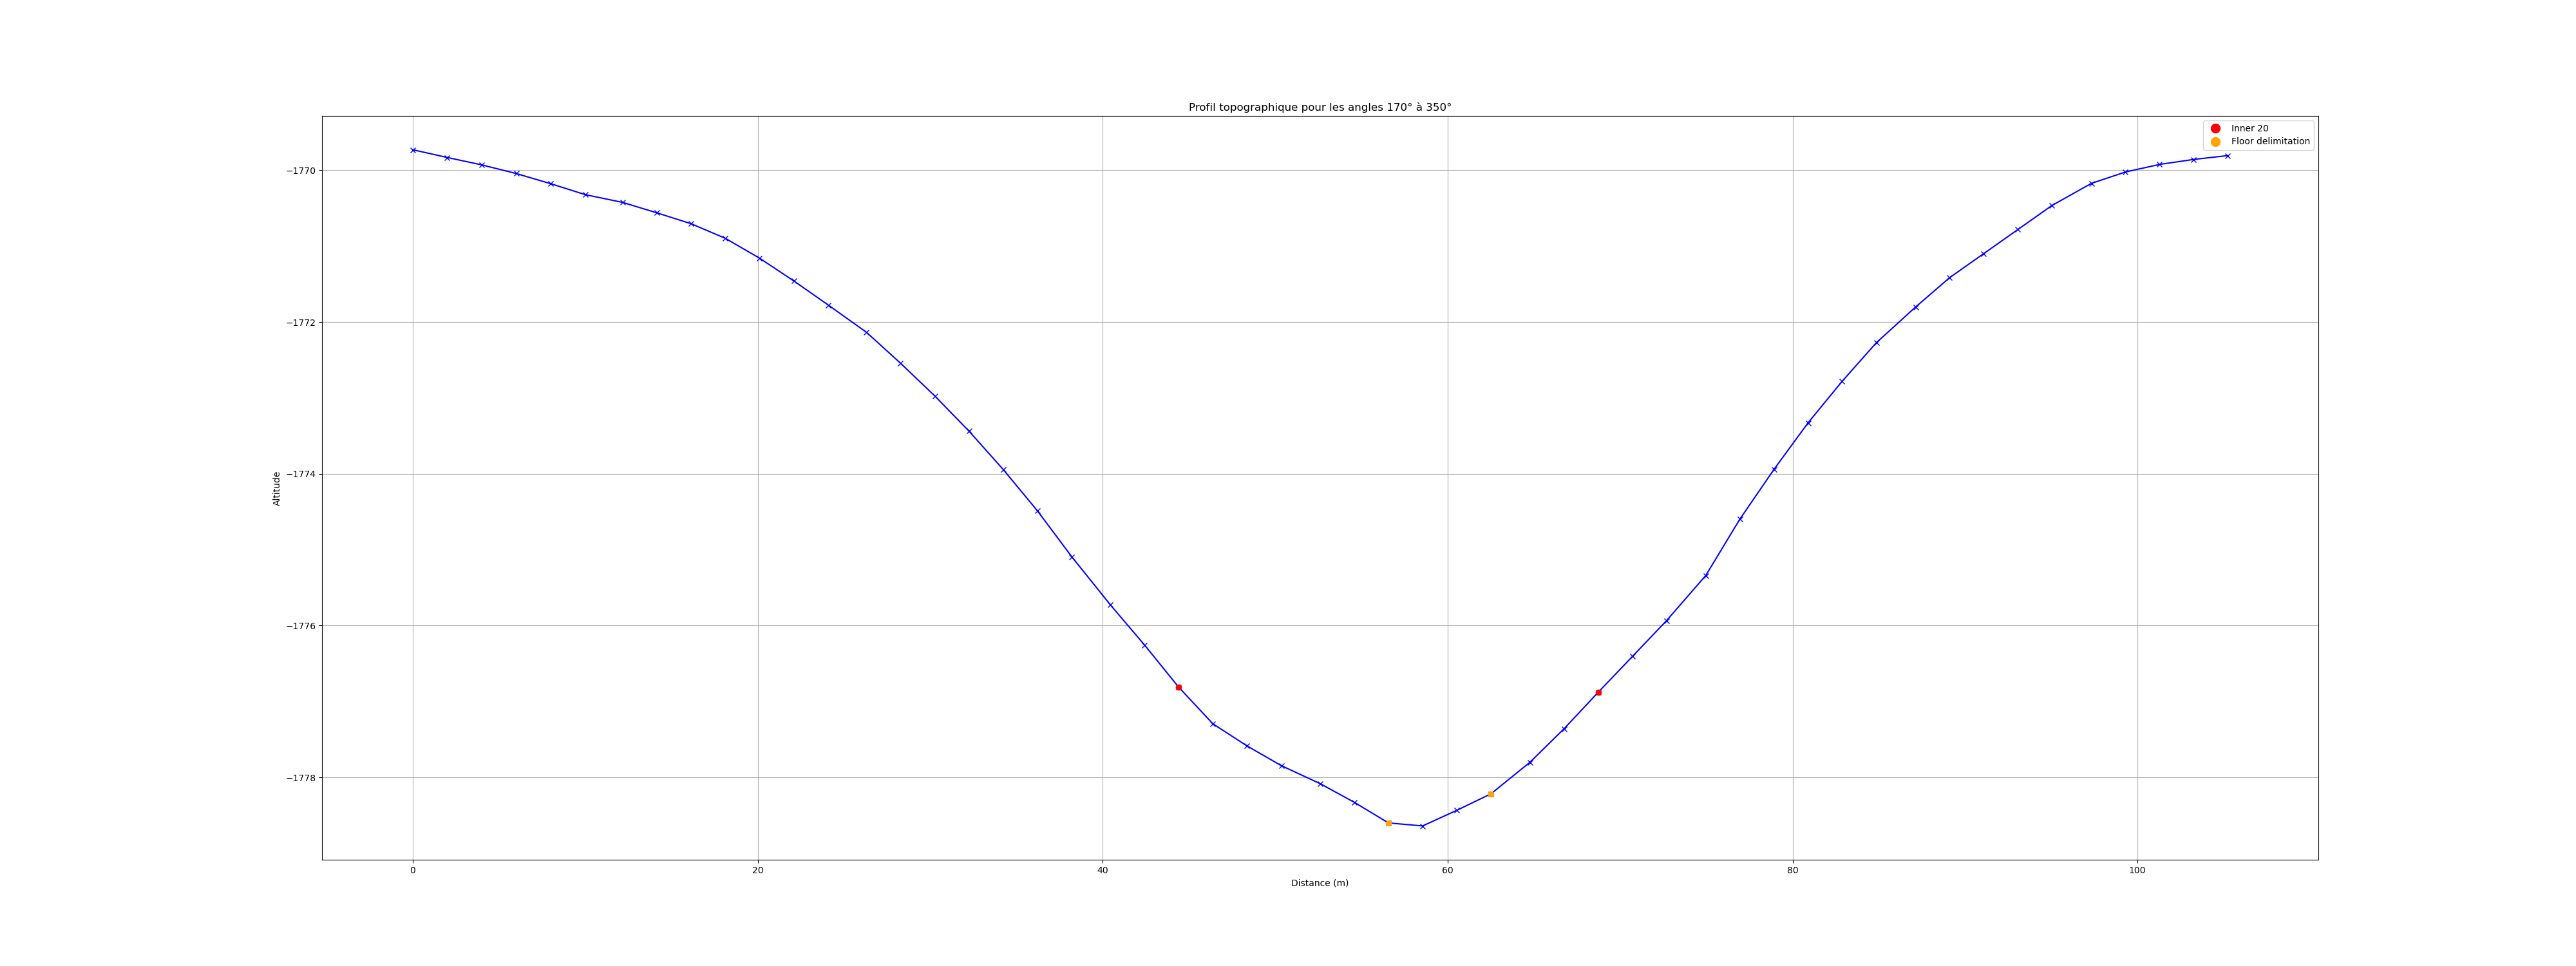 Profil topographique pour les angles 170° à 350°
Inner 20
Floor delimitation
−1770
−1772
−1774
−1776
−1778
Altitude
0 20 40 60 80 100
Distance (m)